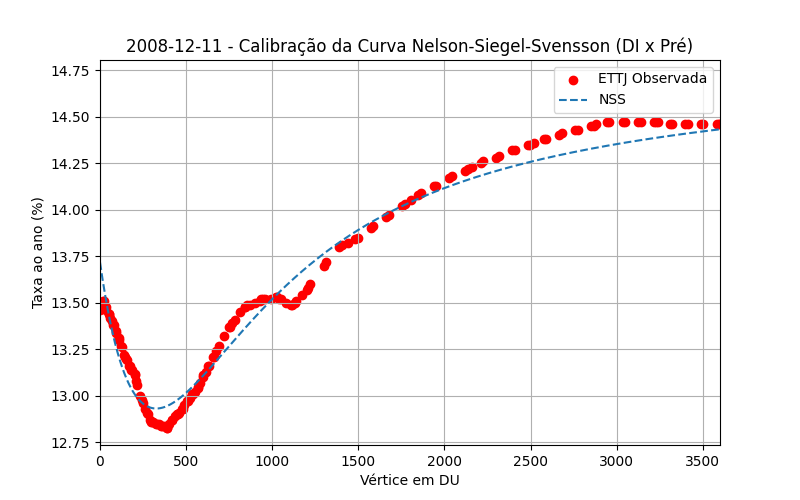 2008-12-11 - Calibração da Curva Nelson-Siegel-Svensson (DI x Pré)
ETTJ Observada
NSS
Taxa ao ano (%)
14.75
14.50
14.25
14.00
13.75
13.50
13.25
13.00
12.75
0 500 1000 1500 2000 2500 3000 3500
Vértice em DU